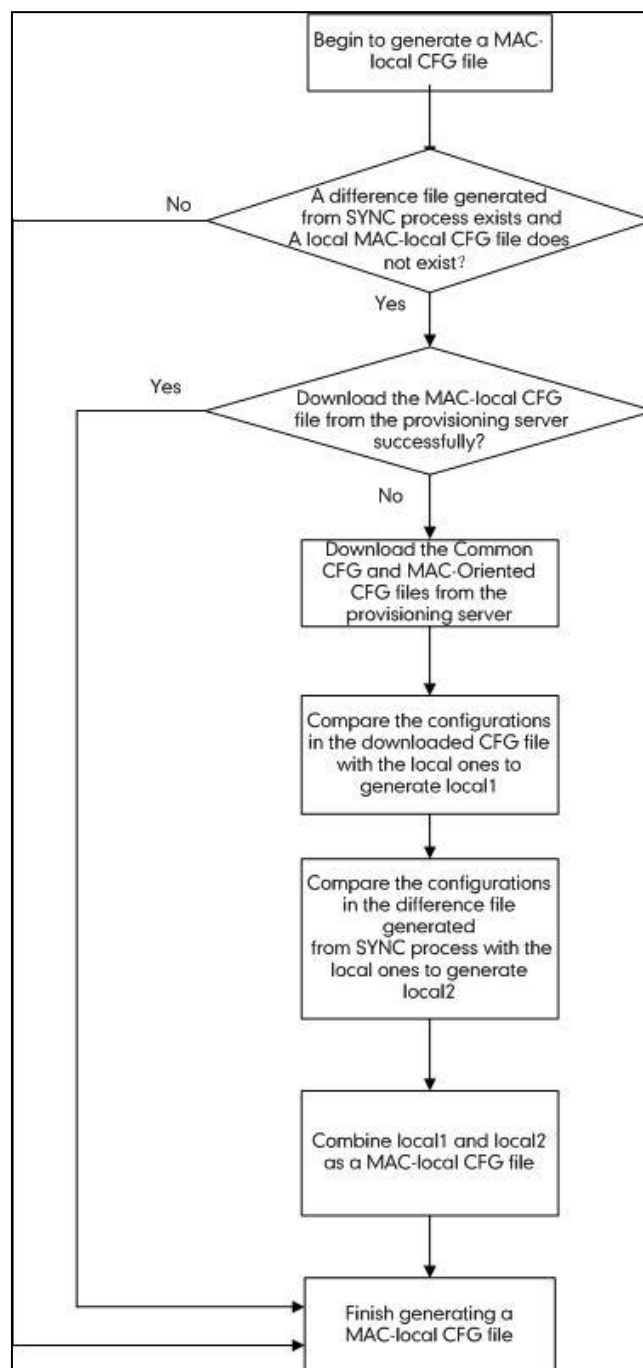 Begin to generate a MAC-
local CFG file
A difference file generated
from SYNC process exists and
A local MAC-local CFG file does
not exist?
No
Yes
Download the MAC-local CFG
file from the provisioning server
successfully?
Yes
No
Download the Common
CFG and MAC-Oriented
CFG files from the
provisioning server
Compare the configurations
in the downloaded CFG file
with the local ones to
generate local1
Compare the configurations
in the difference file
generated
from SYNC process with the
local ones to generate
local2
Combine local1 and local2
as a MAC-local CFG file
Finish generating a
MAC-local CFG file